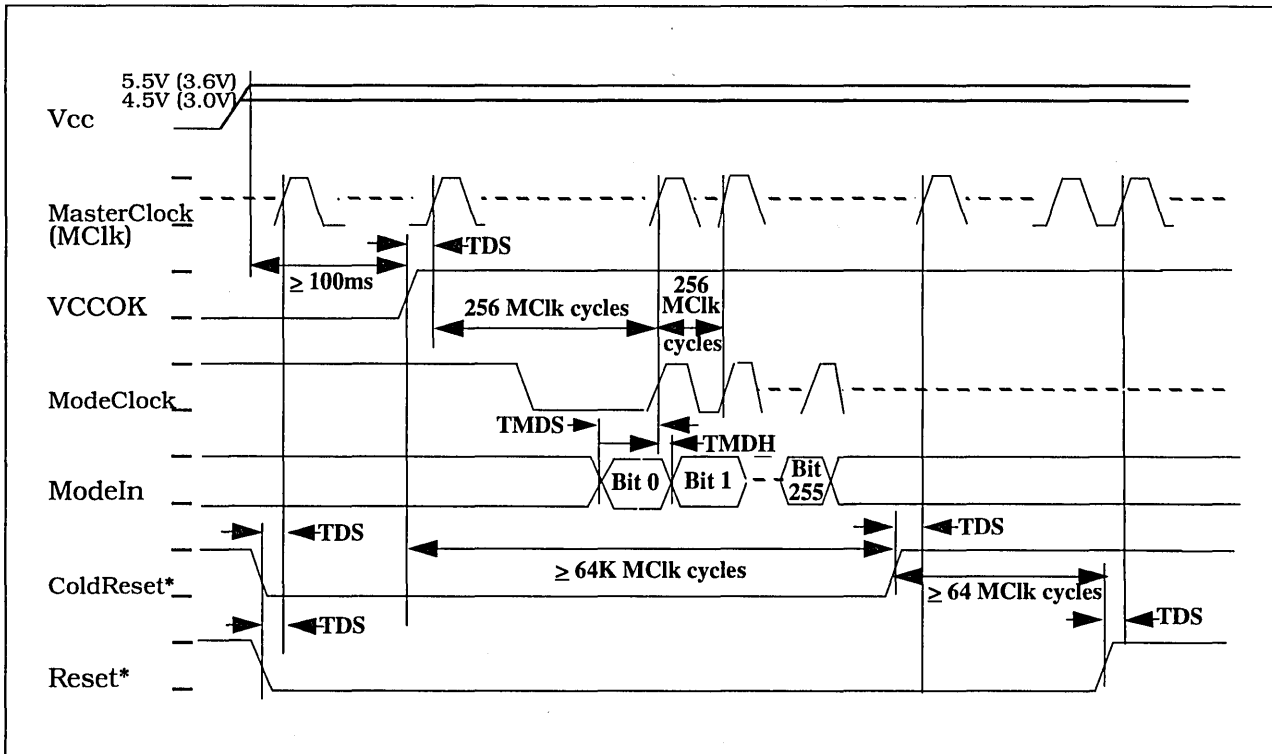 5.5V (3.6V)
4.5V (3.0V)
Vcc
MasterClock
(MClk)
TDS
≥ 100ms
VCCOK
256 MClk cycles
256
MClk
cycles
ModeClock
TMDS
TMDH
ModeIn
Bit 0
Bit 1
Bit
255
TDS
TDS
ColdReset*
≥ 64K MClk cycles
≥ 64 MClk cycles
TDS
TDS
Reset*